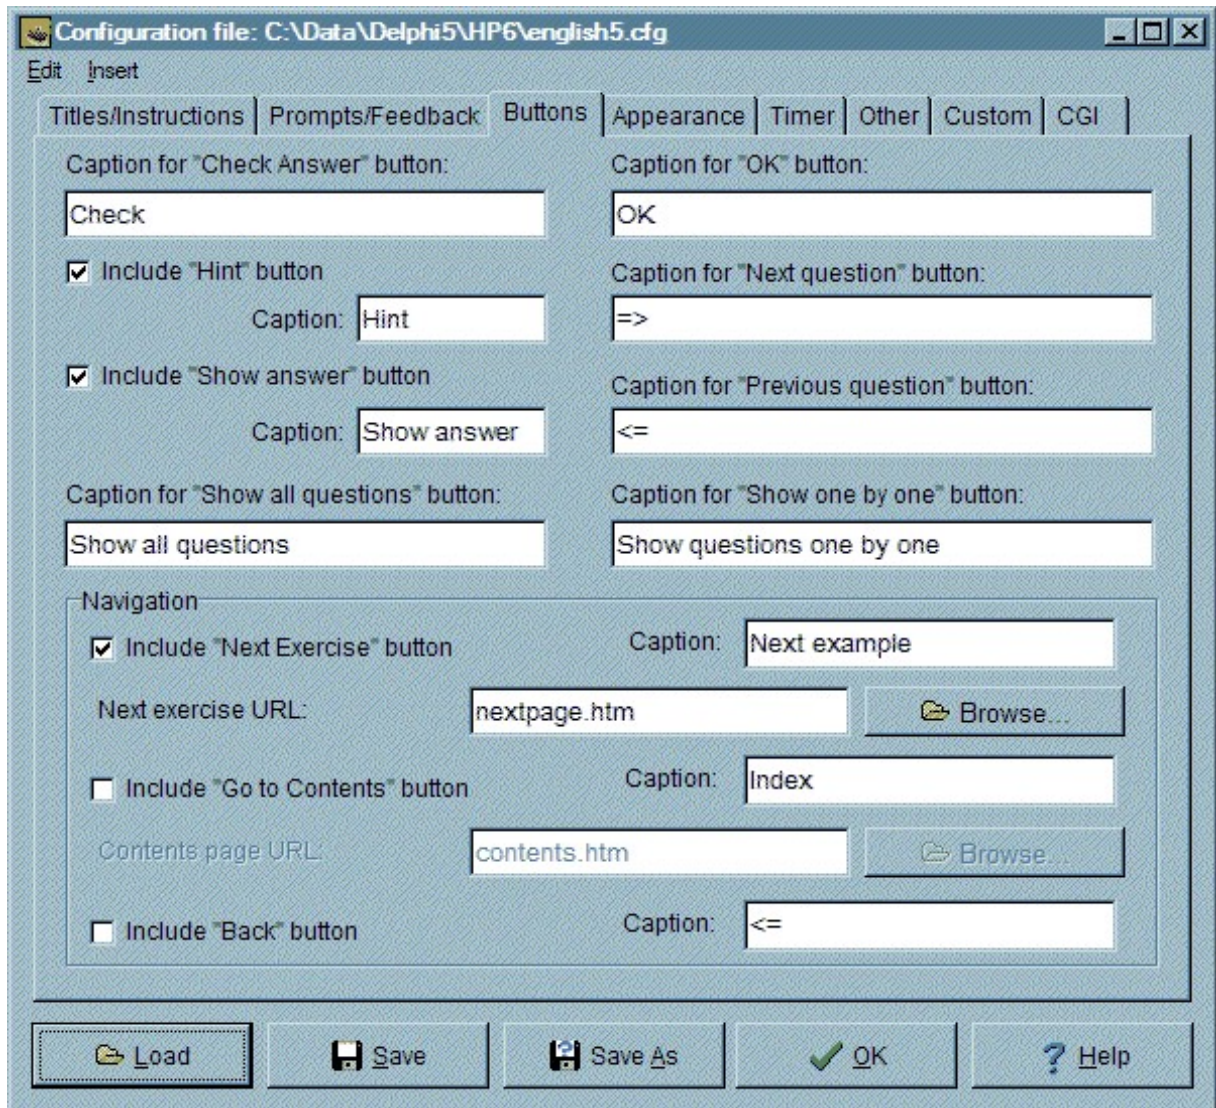 Configuration file: C:\Data\Delphi5\HP6\english5.cfg
Edit Insert
Titles/Instructions Prompts/Feedback Buttons Appearance Timer Other Custom CGI
Caption for "Check Answer" button: Caption for "OK" button:
Check OK
Include "Hint" button Caption for "Next question" button:
Caption: Hint =>
Include "Show answer" button Caption for "Previous question" button:
Caption: Show answer <=
Caption for "Show all questions" button: Caption for "Show one by one" button:
Show all questions Show questions one by one
Navigation
Include "Next Exercise" button Caption: Next example
Next exercise URL: nextpage.htm Browse...
Include "Go to Contents" button Caption: Index
Contents page URL: contents.htm Browse...
Include "Back" button Caption: <=
Load Save Save As OK Help